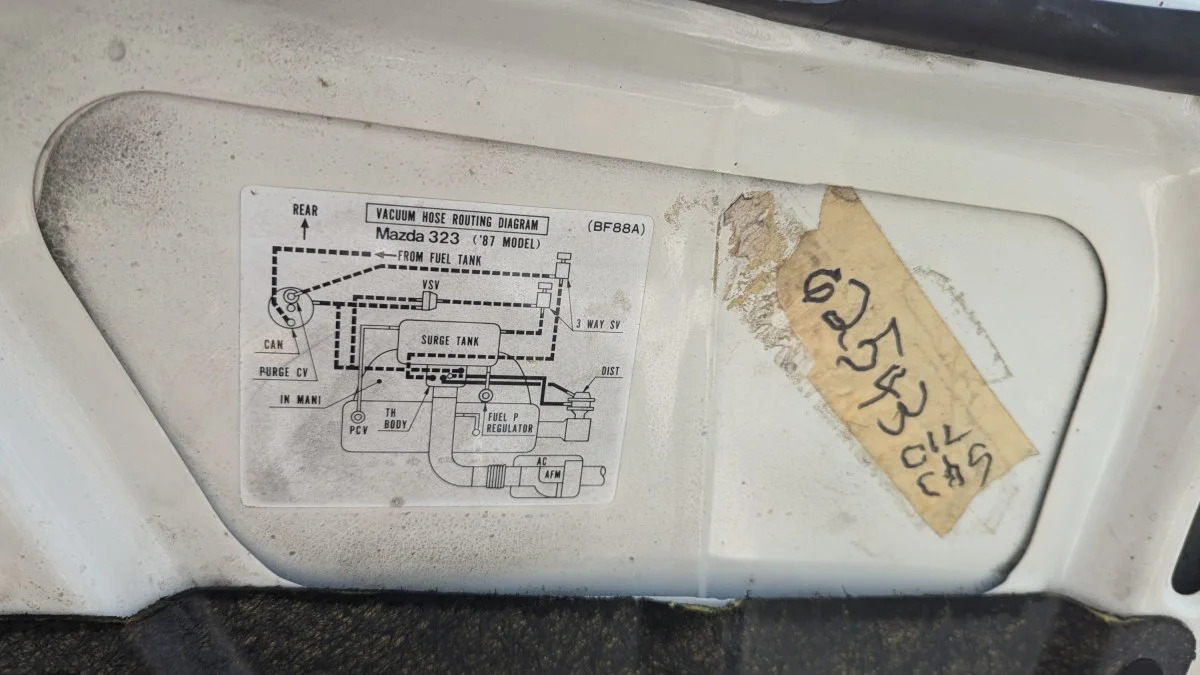 REAR
VACUUM HOSE ROUTING DIAGRAM
(BF88A)
Mazda 323 ('87 MODEL)
FROM FUEL TANK
VSV
3 WAY SV
SURGE TANK
CAN
PURGE CV
DIST
IN MANI
TH
BODY
FUEL P
REGULATOR
PCV
AC
AFM
62543